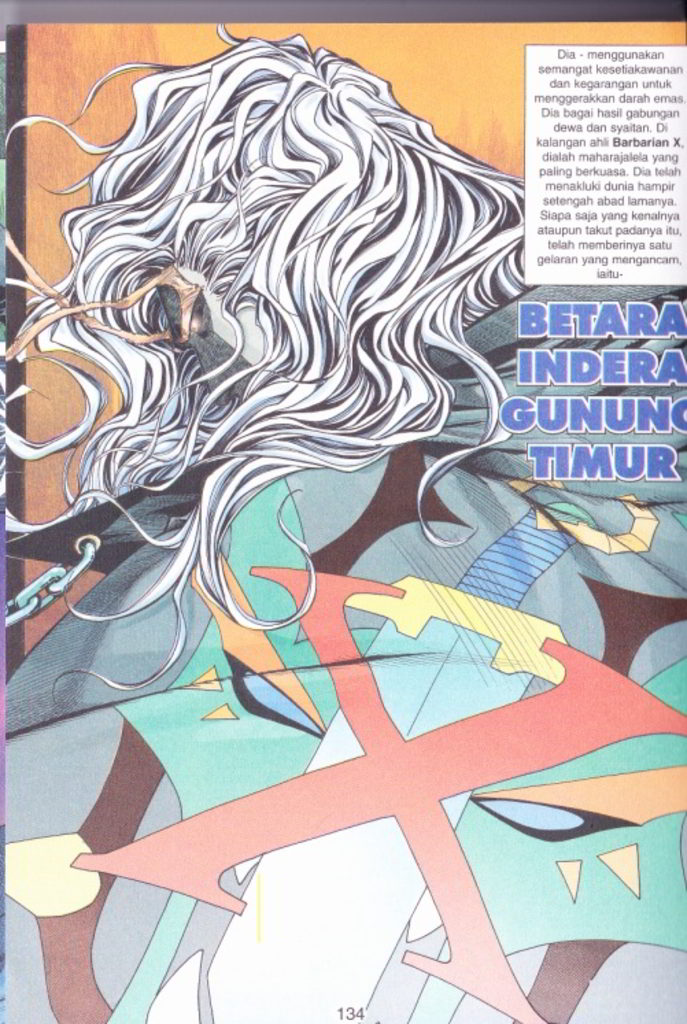 Dia - menggunakan
semangat kesetiakawanan
dan kegarangan untuk
menggerakkan darah emas.
Dia bagai hasil gabungan
dewa dan syaitan. Di
kalangan ahli Barbarian X,
dialah maharajalela yang
paling berkuasa. Dia telah
menakluki dunia hampir
setengah abad lamanya.
Siapa saja yang kenalnya
ataupun takut padanya itu,
telah memberinya satu
gelaran yang mengancam,
iaitu-
BETARA
INDERA
GUNUNG
TIMUR
134